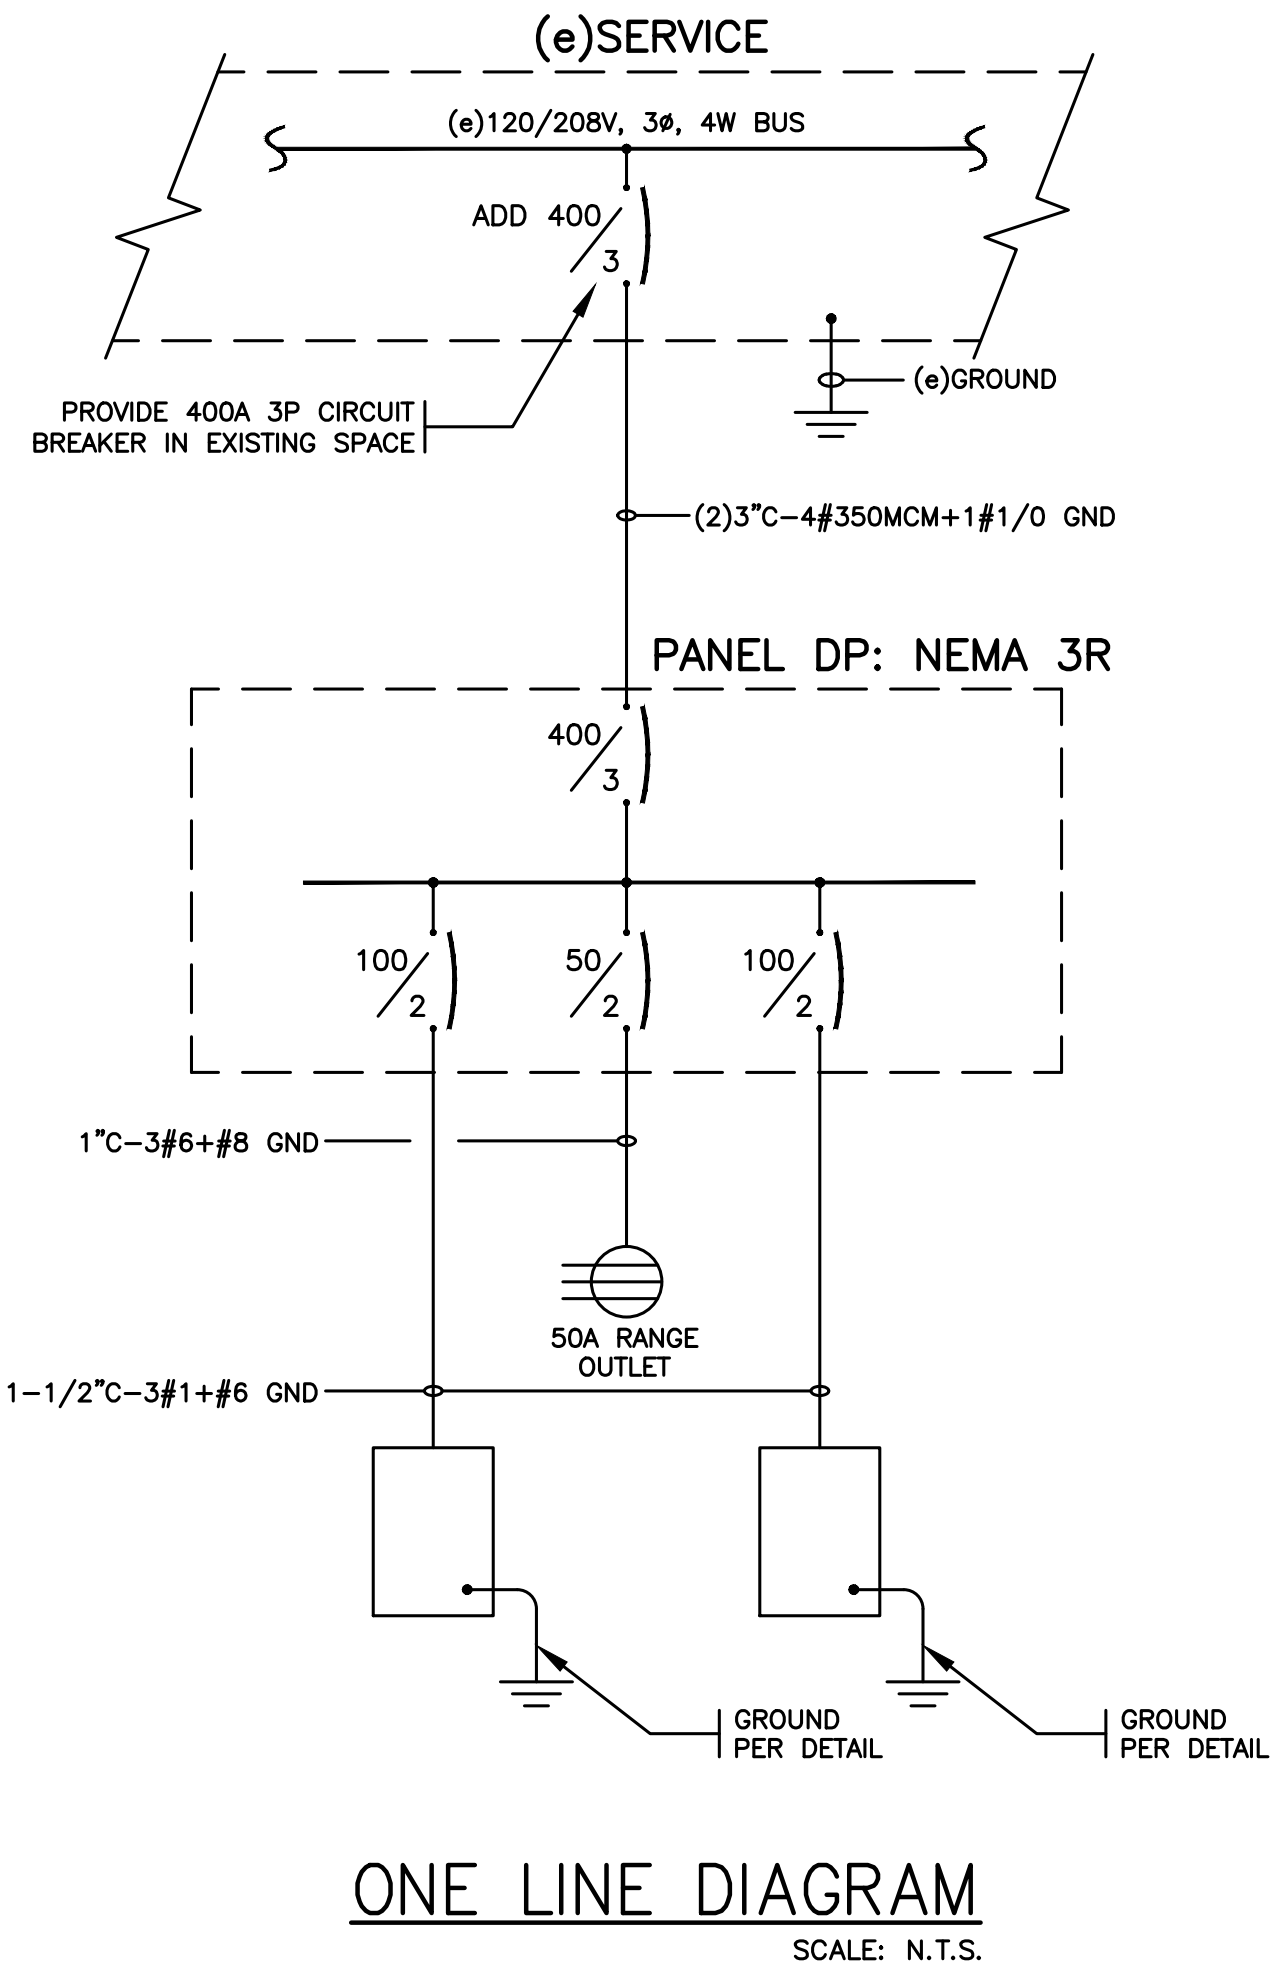 (e)SERVICE
(e)120/208V, 3ø, 4W BUS
ADD 400
3
(e)GROUND
PROVIDE 400A 3P CIRCUIT
BREAKER IN EXISTING SPACE
(2)3"C-4#350MCM+1#1/0 GND
PANEL DP: NEMA 3R
400
3
100
2
50
2
100
2
1"C-3#6+#8 GND
50A RANGE
OUTLET
1-1/2"C-3#1+#6 GND
GROUND
PER DETAIL
GROUND
PER DETAIL
ONE LINE DIAGRAM
SCALE: N.T.S.